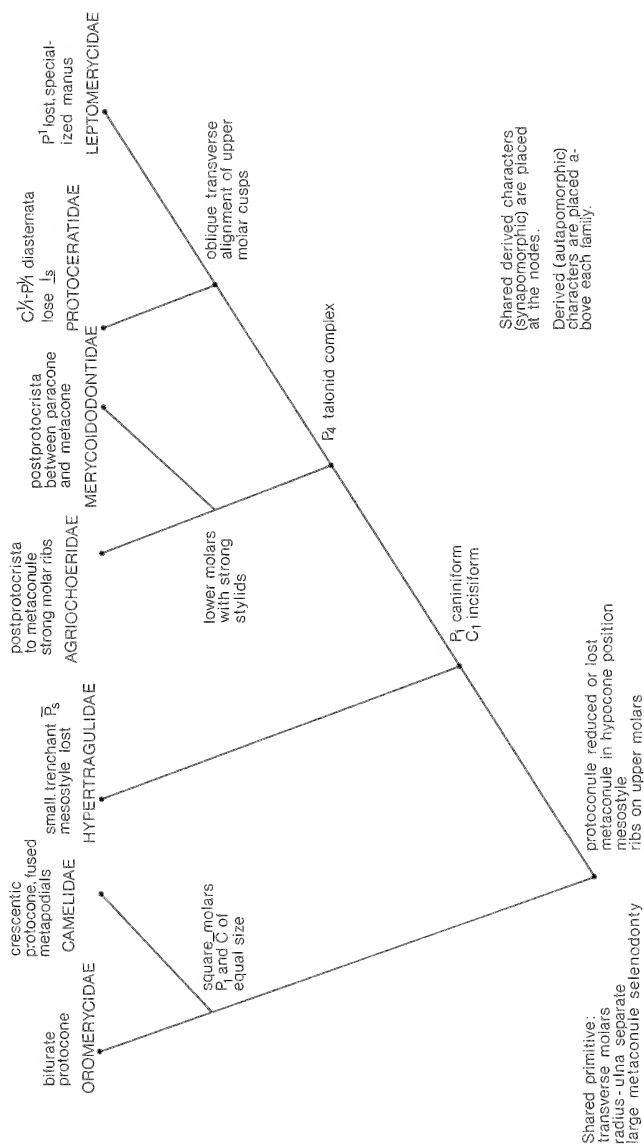 bifurate
protocone
OROMERYCIDAE
crescentic
protocone, fused
metapodials
CAMELIDAE
small, trenchant P̅s
mesostyle lost
HYPERTRAGULIDAE
postprotocrista
to metaconule
strong molar ribs
AGRIOCHOERIDAE
postprotocrista
between paracone
and metacone
MERYCOIDODONTIDAE
C1/1-P1/1 diastemata
lose I̲s
PROTOCERATIDAE
P¹ lost, special-
ized manus
LEPTOMERYCIDAE
square molars
P₁ and C̅ of
equal size
lower molars
with strong
stylids
oblique transverse
alignment of upper
molar cusps
P₄ talonid complex
P₁ caniniform
C₁ incisiform
protoconule reduced or lost
metaconule in hypocone position
mesostyle
ribs on upper molars
Shared primitive:
transverse molars
radius-ulna separate
large metaconule selenodonty
Shared derived characters
(synapomorphic) are placed
at the nodes.
Derived (autapomorphic)
characters are placed a-
bove each family.